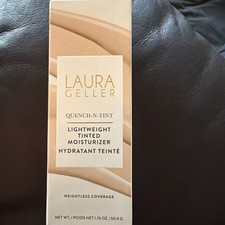 LAURA
GELLER
QUENCH-N-TINT
LIGHTWEIGHT
TINTED
MOISTURIZER
HYDRATANT TEINTÉ
WEIGHTLESS COVERAGE
NET WT./POIDS NET 1.76 OZ / 50.0 G